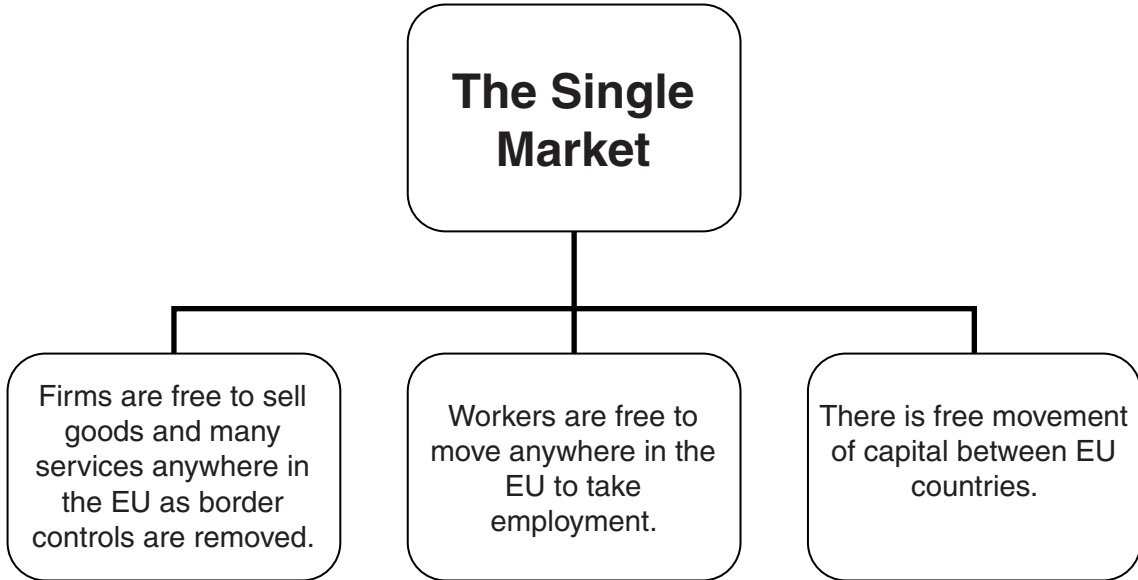 The Single
Market
Firms are free to sell
goods and many
services anywhere in
the EU as border
controls are removed.
Workers are free to
move anywhere in the
EU to take
employment.
There is free movement
of capital between EU
countries.